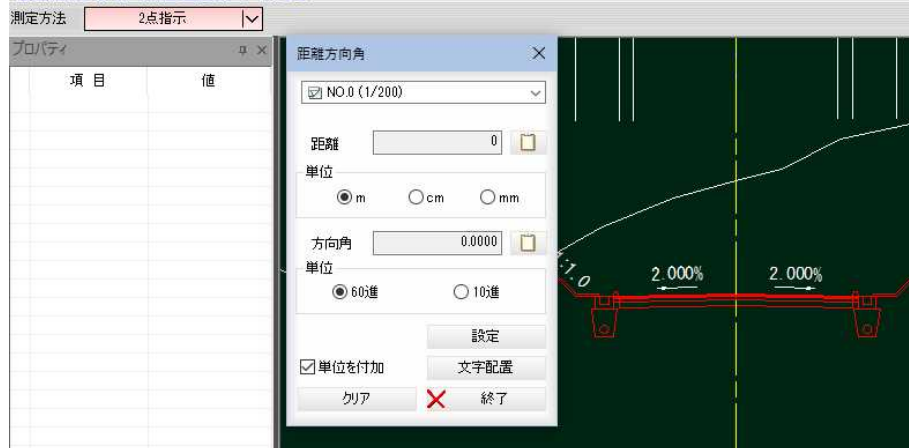 測定方法 2点指示
プロパティ
項目 値
距離方向角
NO.0 (1/200)
距離 0
単位
m cm mm
方向角 0.0000
単位
60進 10進
設定
単位を付加 文字配置
クリア 終了
1:1.0
2.000% 2.000%